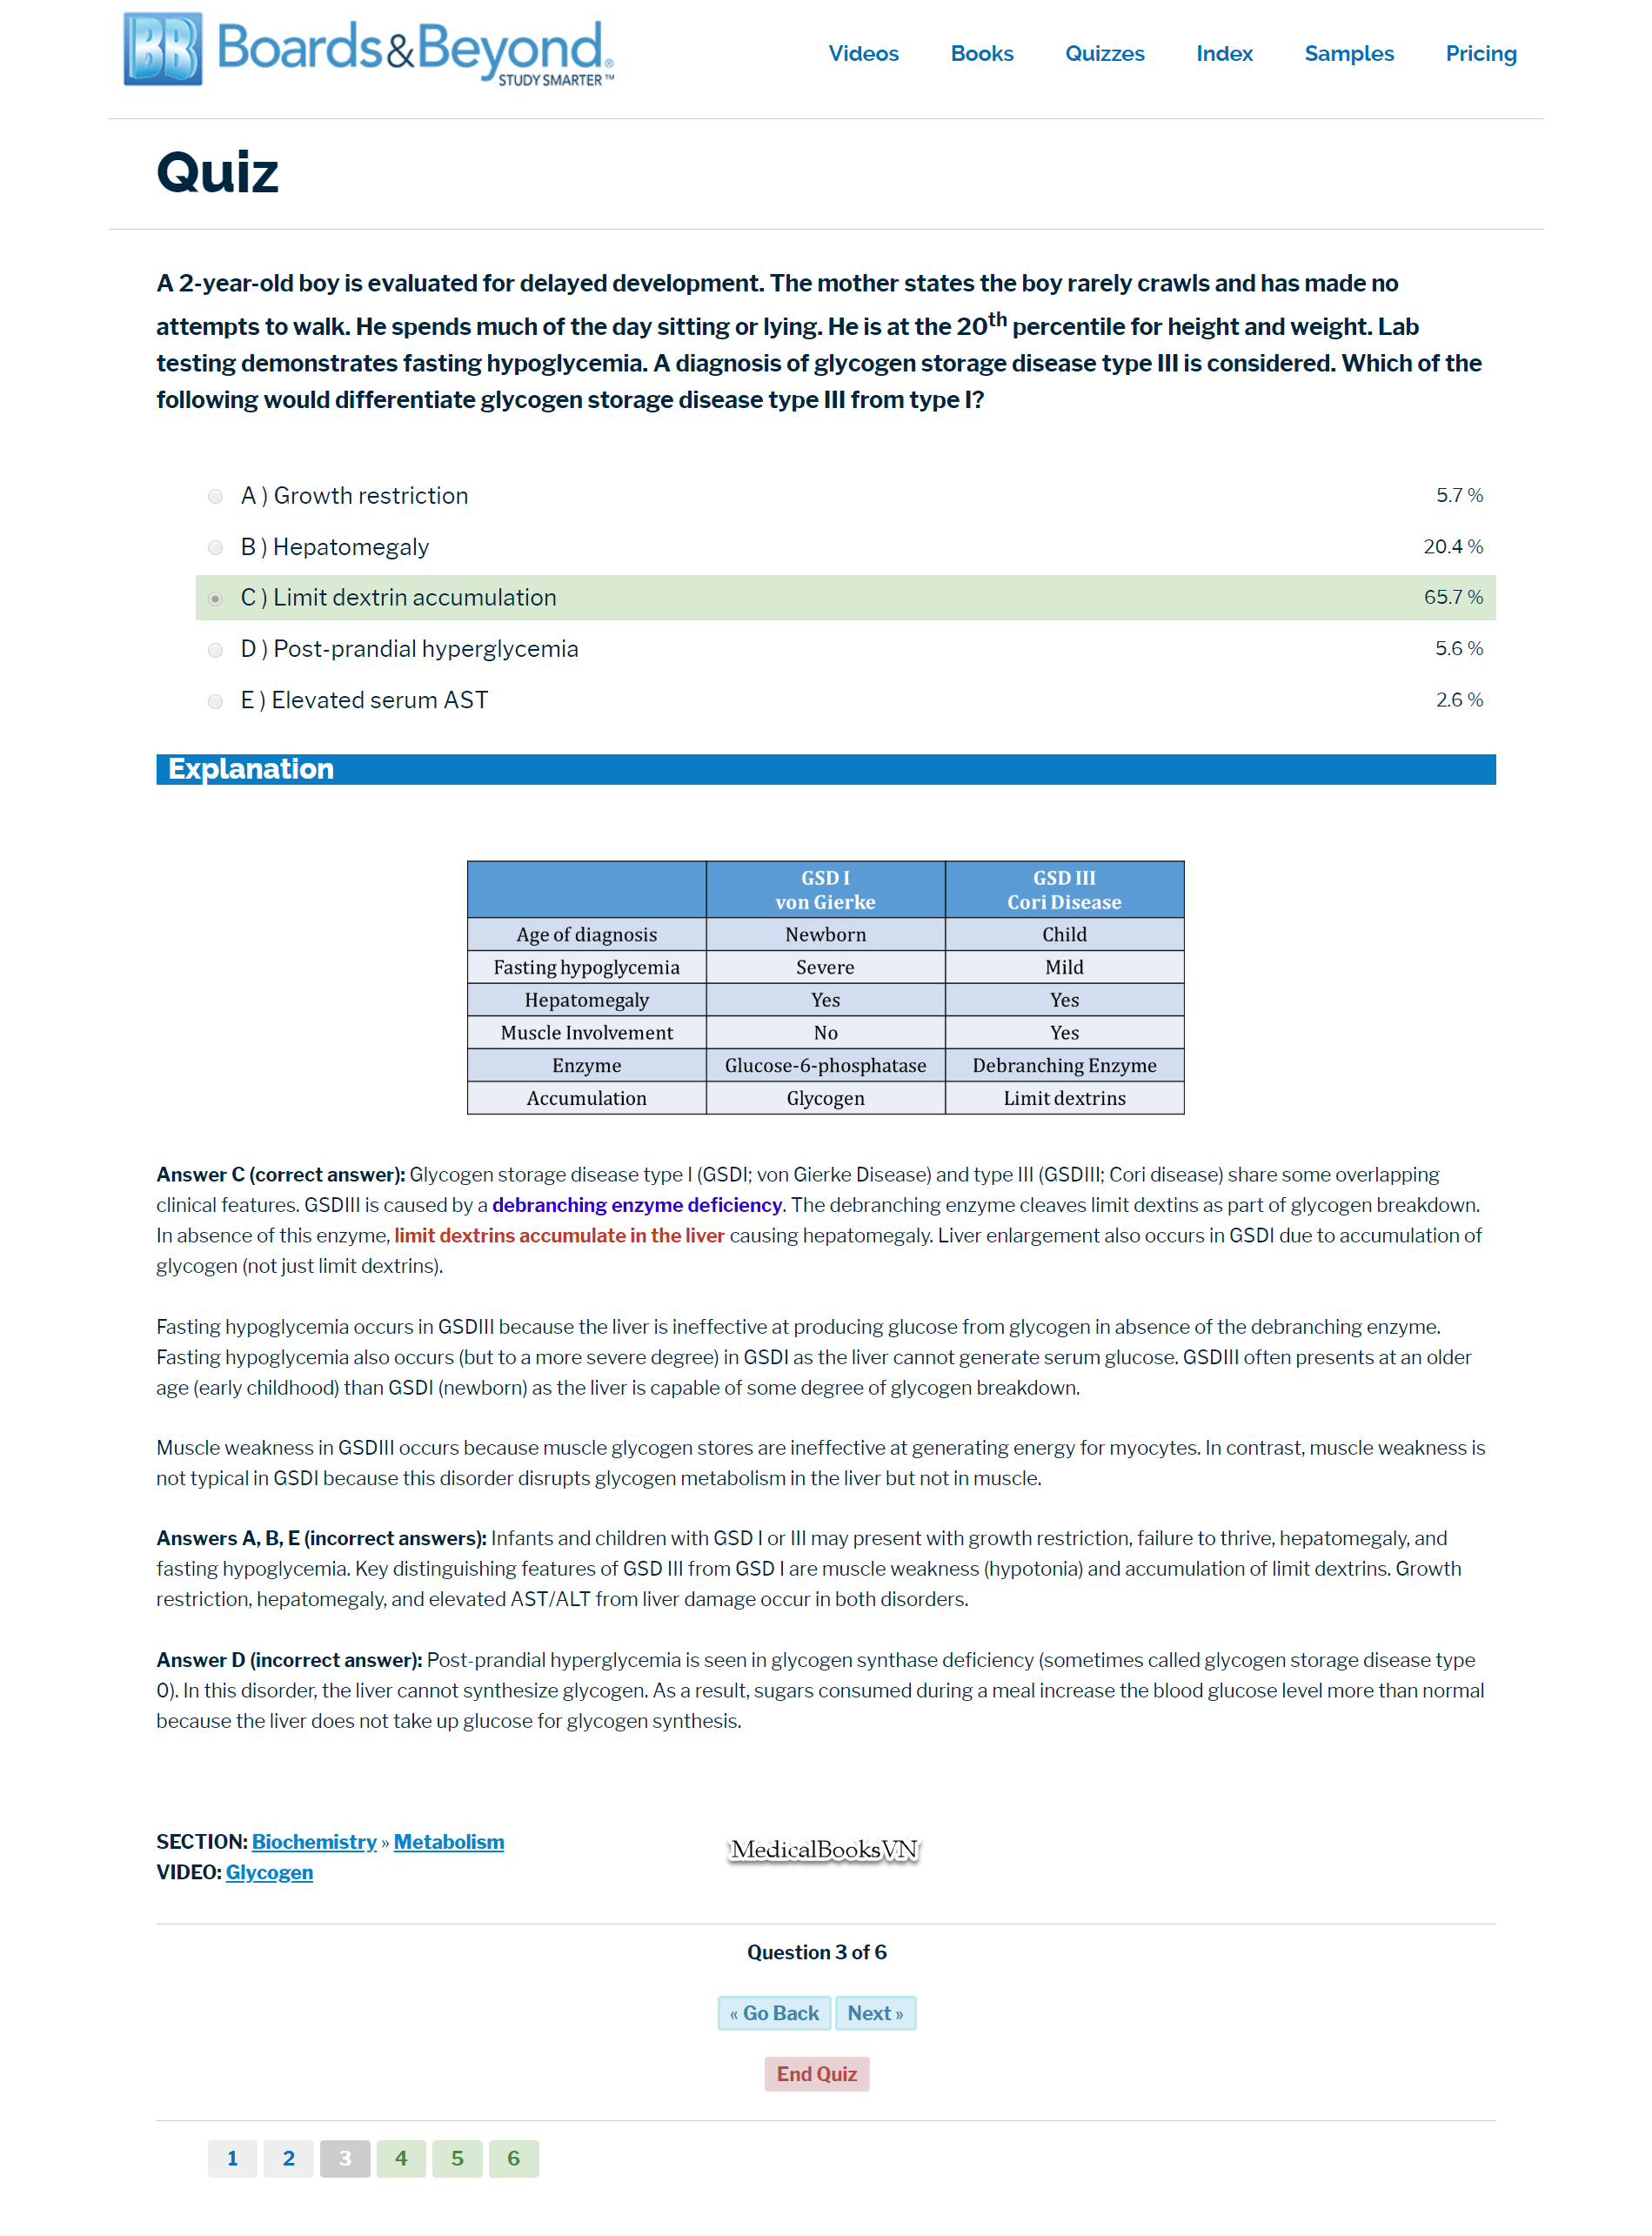 BB Boards&Beyond®
STUDY SMARTER™
Videos Books Quizzes Index Samples Pricing
Quiz
A 2-year-old boy is evaluated for delayed development. The mother states the boy rarely crawls and has made no
attempts to walk. He spends much of the day sitting or lying. He is at the 20th percentile for height and weight. Lab
testing demonstrates fasting hypoglycemia. A diagnosis of glycogen storage disease type III is considered. Which of the
following would differentiate glycogen storage disease type III from type I?
A ) Growth restriction 5.7 %
B ) Hepatomegaly 20.4 %
C ) Limit dextrin accumulation 65.7 %
D ) Post-prandial hyperglycemia 5.6 %
E ) Elevated serum AST 2.6 %
Explanation
GSD I GSD III
von Gierke Cori Disease
Age of diagnosis Newborn Child
Fasting hypoglycemia Severe Mild
Hepatomegaly Yes Yes
Muscle Involvement No Yes
Enzyme Glucose-6-phosphatase Debranching Enzyme
Accumulation Glycogen Limit dextrins
Answer C (correct answer): Glycogen storage disease type I (GSDI; von Gierke Disease) and type III (GSDIII; Cori disease) share some overlapping
clinical features. GSDIII is caused by a debranching enzyme deficiency. The debranching enzyme cleaves limit dextins as part of glycogen breakdown.
In absence of this enzyme, limit dextrins accumulate in the liver causing hepatomegaly. Liver enlargement also occurs in GSDI due to accumulation of
glycogen (not just limit dextrins).
Fasting hypoglycemia occurs in GSDIII because the liver is ineffective at producing glucose from glycogen in absence of the debranching enzyme.
Fasting hypoglycemia also occurs (but to a more severe degree) in GSDI as the liver cannot generate serum glucose. GSDIII often presents at an older
age (early childhood) than GSDI (newborn) as the liver is capable of some degree of glycogen breakdown.
Muscle weakness in GSDIII occurs because muscle glycogen stores are ineffective at generating energy for myocytes. In contrast, muscle weakness is
not typical in GSDI because this disorder disrupts glycogen metabolism in the liver but not in muscle.
Answers A, B, E (incorrect answers): Infants and children with GSD I or III may present with growth restriction, failure to thrive, hepatomegaly, and
fasting hypoglycemia. Key distinguishing features of GSD III from GSD I are muscle weakness (hypotonia) and accumulation of limit dextrins. Growth
restriction, hepatomegaly, and elevated AST/ALT from liver damage occur in both disorders.
Answer D (incorrect answer): Post-prandial hyperglycemia is seen in glycogen synthase deficiency (sometimes called glycogen storage disease type
0). In this disorder, the liver cannot synthesize glycogen. As a result, sugars consumed during a meal increase the blood glucose level more than normal
because the liver does not take up glucose for glycogen synthesis.
SECTION: Biochemistry » Metabolism
MedicalBooksVN
VIDEO: Glycogen
Question 3 of 6
« Go Back Next »
End Quiz
1 2 3 4 5 6